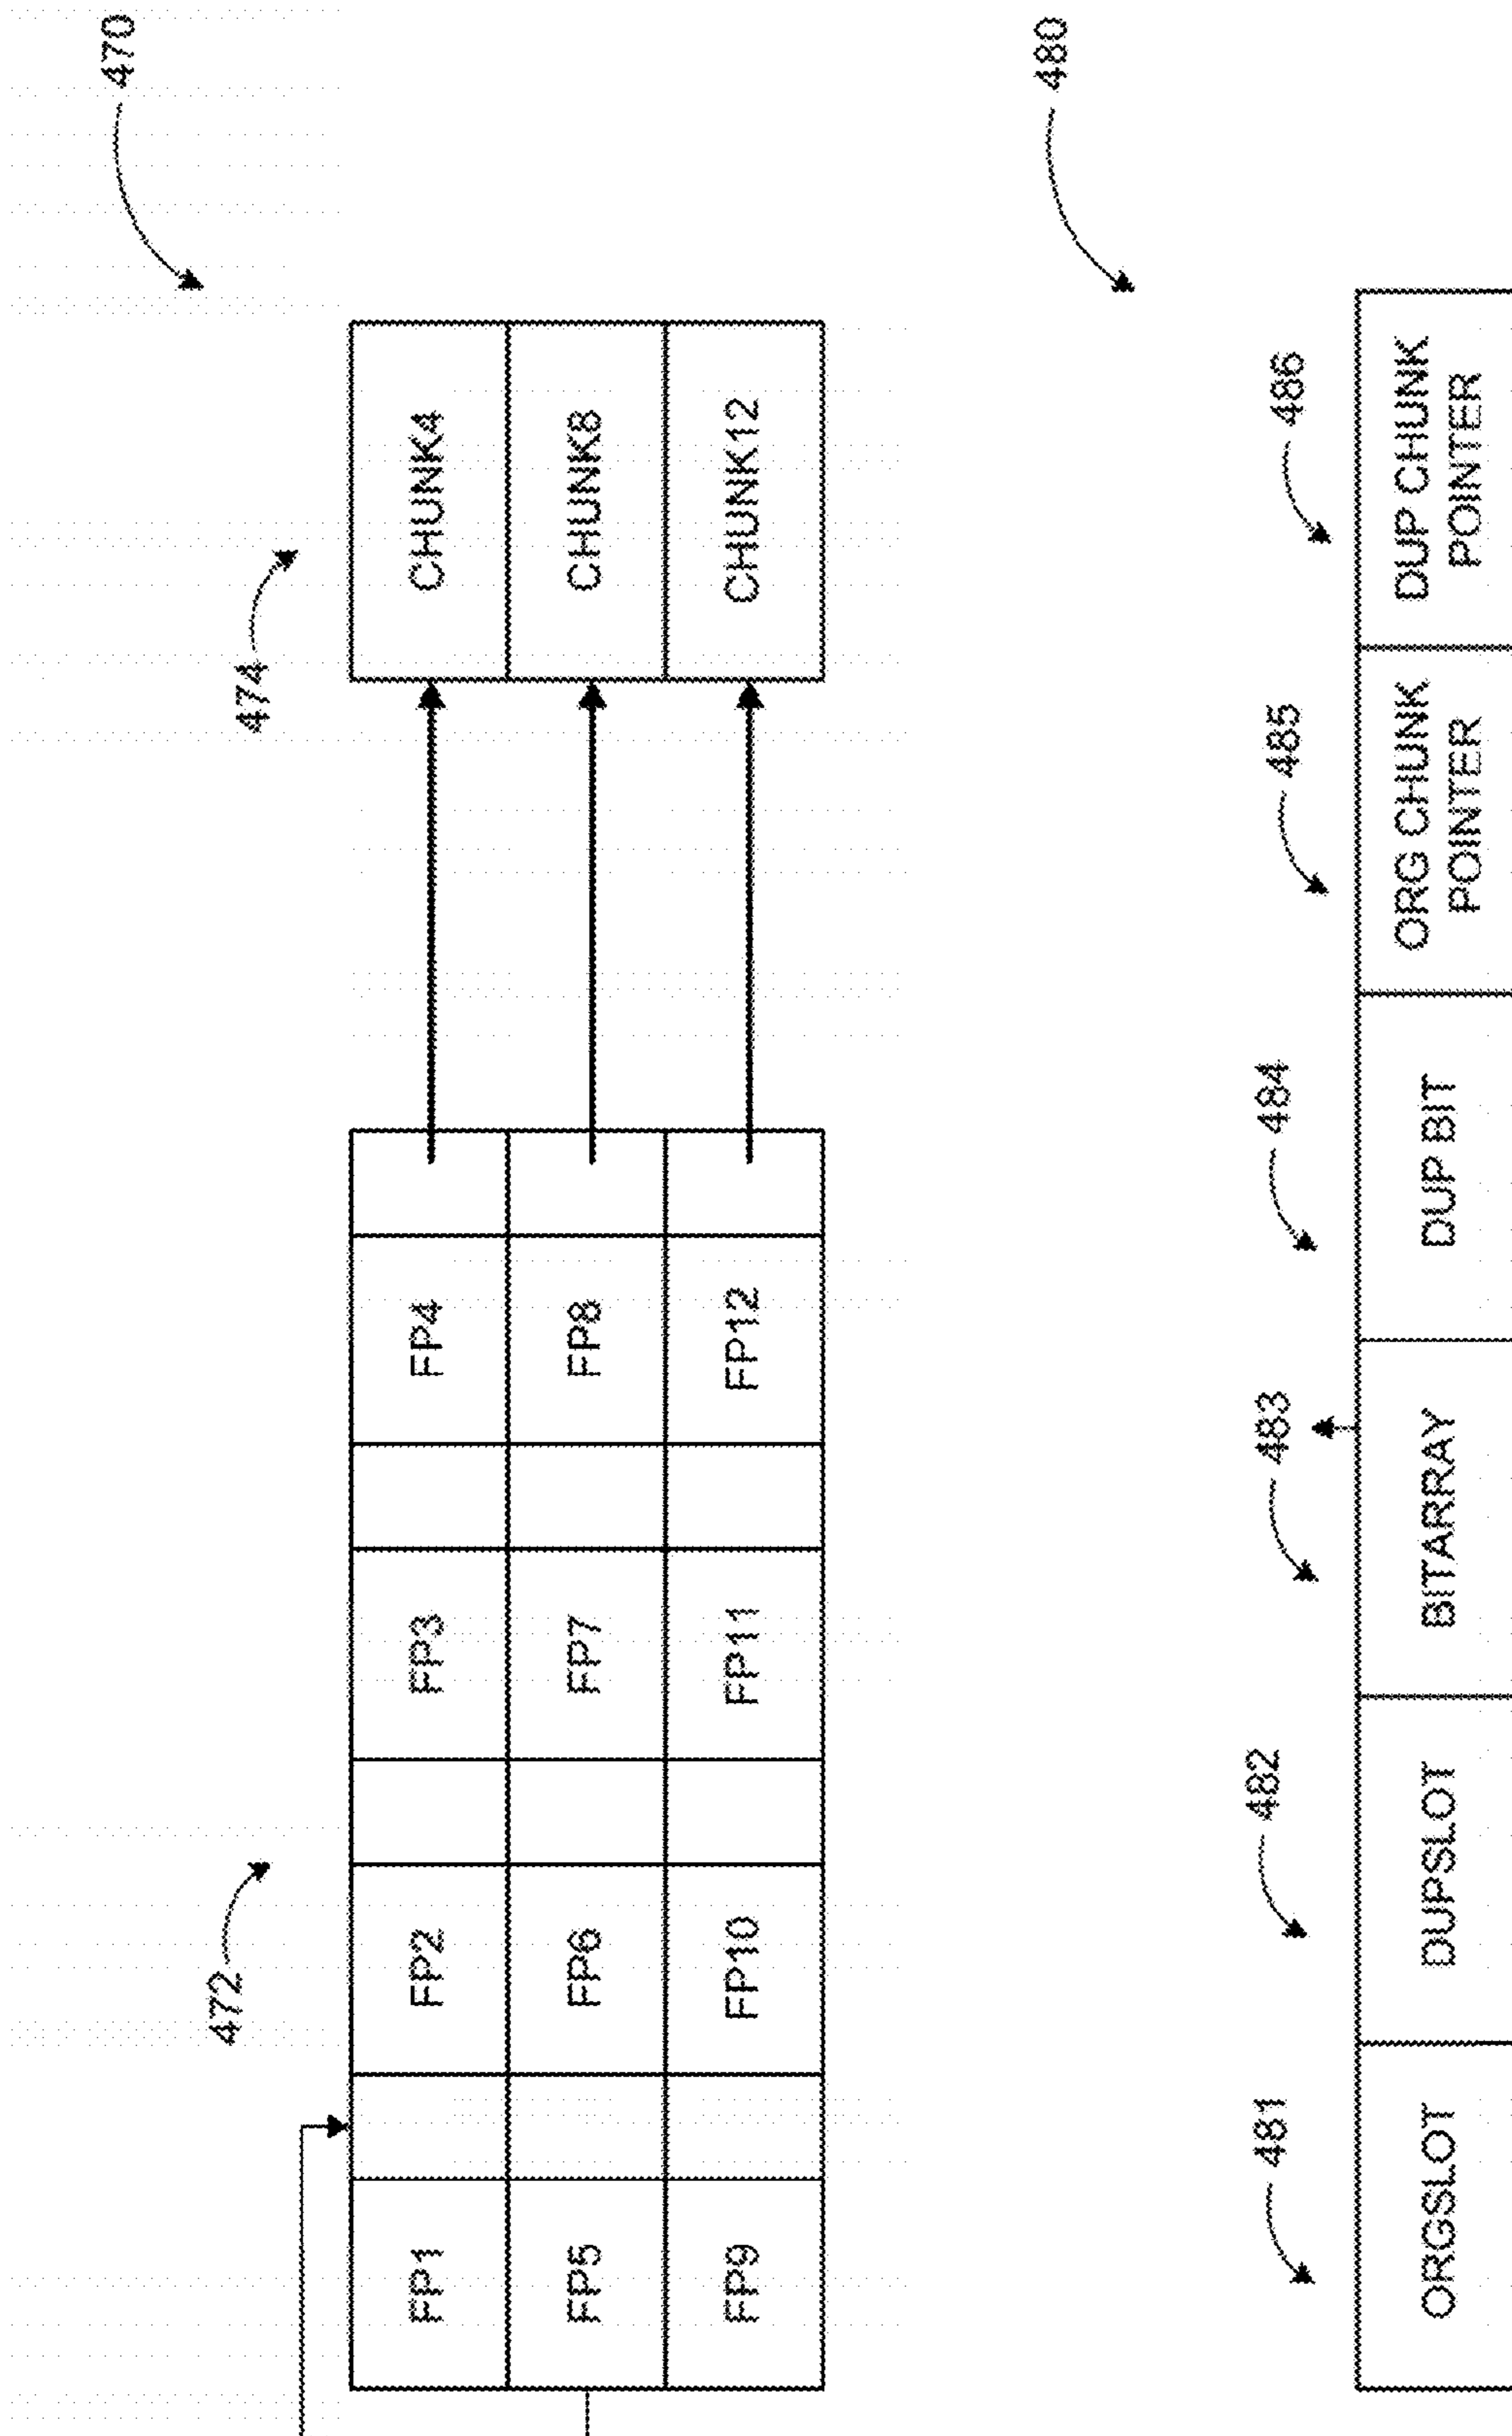 470
472
474
FP1
FP2
FP3
FP4
CHUNK4
FP5
FP6
FP7
FP8
CHUNK8
FP9
FP10
FP11
FP12
CHUNK12
480
481
482
483
484
485
486
ORGSLOT
DUPSLOT
BITARRAY
DUP BIT
ORG CHUNK
POINTER
DUP CHUNK
POINTER